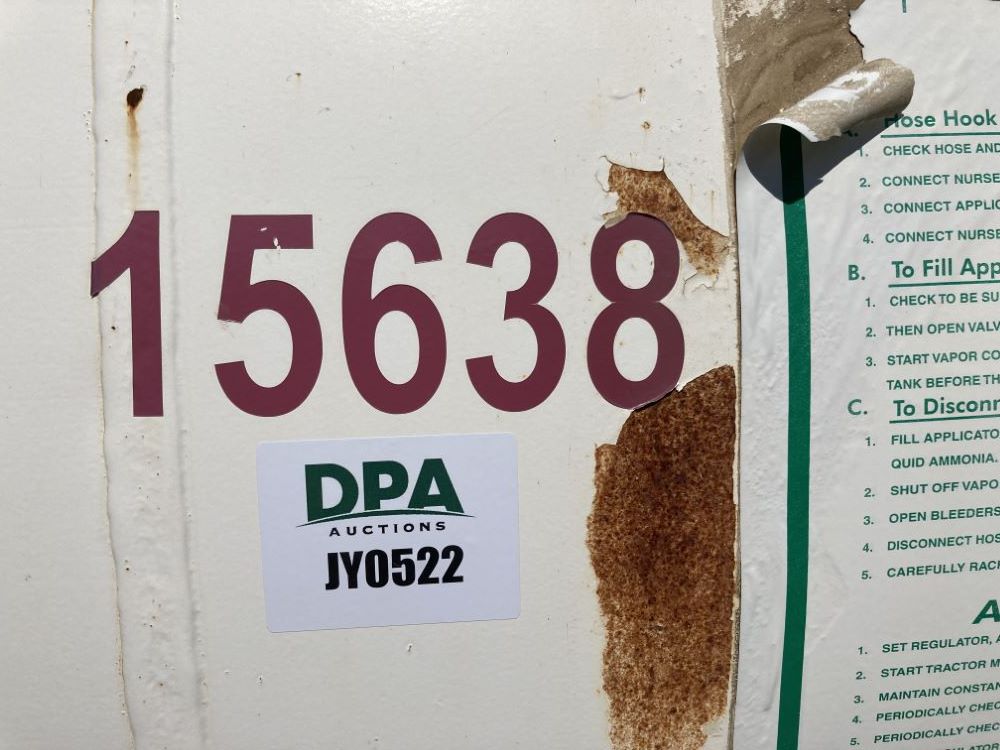 15638
DPA
AUCTIONS
JY0522
Hose Hook
1. CHECK HOSE AND
2. CONNECT NURSE
3. CONNECT APPLIC
4. CONNECT NURSE
B. To Fill App
1. CHECK TO BE SU
2. THEN OPEN VALV
3. START VAPOR CO
TANK BEFORE TH
C. To Disconn
1. FILL APPLICATO
QUID AMMONIA.
2. SHUT OFF VAPO
3. OPEN BLEEDERS
4. DISCONNECT HOS
5. CAREFULLY RACK
A
1. SET REGULATOR, A
2. START TRACTOR M
3. MAINTAIN CONSTAN
4. PERIODICALLY CHEC
5. PERIODICALLY CHEC